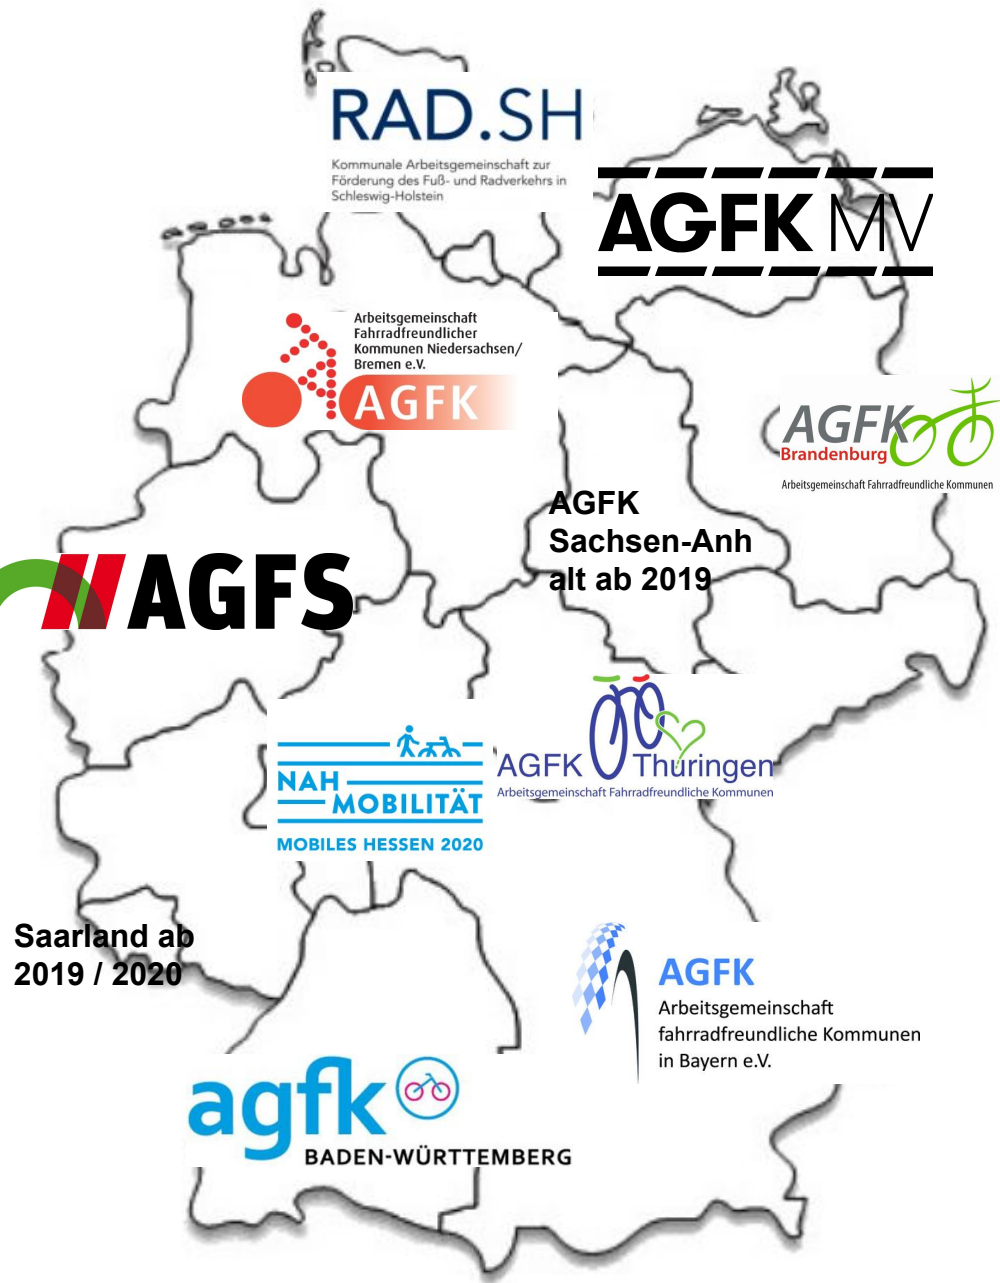 RAD.SH
Kommunale Arbeitsgemeinschaft zur
Förderung des Fuß- und Radverkehrs in
Schleswig-Holstein
AGFK MV
Arbeitsgemeinschaft
Fahrradfreundlicher
Kommunen Niedersachsen/
Bremen e.V.
AGFK
AGFK
Brandenburg
Arbeitsgemeinschaft Fahrradfreundliche Kommunen
AGFK
Sachsen-Anh
alt ab 2019
AGFS
AGFK Thüringen
Arbeitsgemeinschaft Fahrradfreundliche Kommunen
NAH
MOBILITÄT
MOBILES HESSEN 2020
Saarland ab
2019 / 2020
AGFK
Arbeitsgemeinschaft
fahrradfreundliche Kommunen
in Bayern e.V.
agfk
BADEN-WÜRTTEMBERG